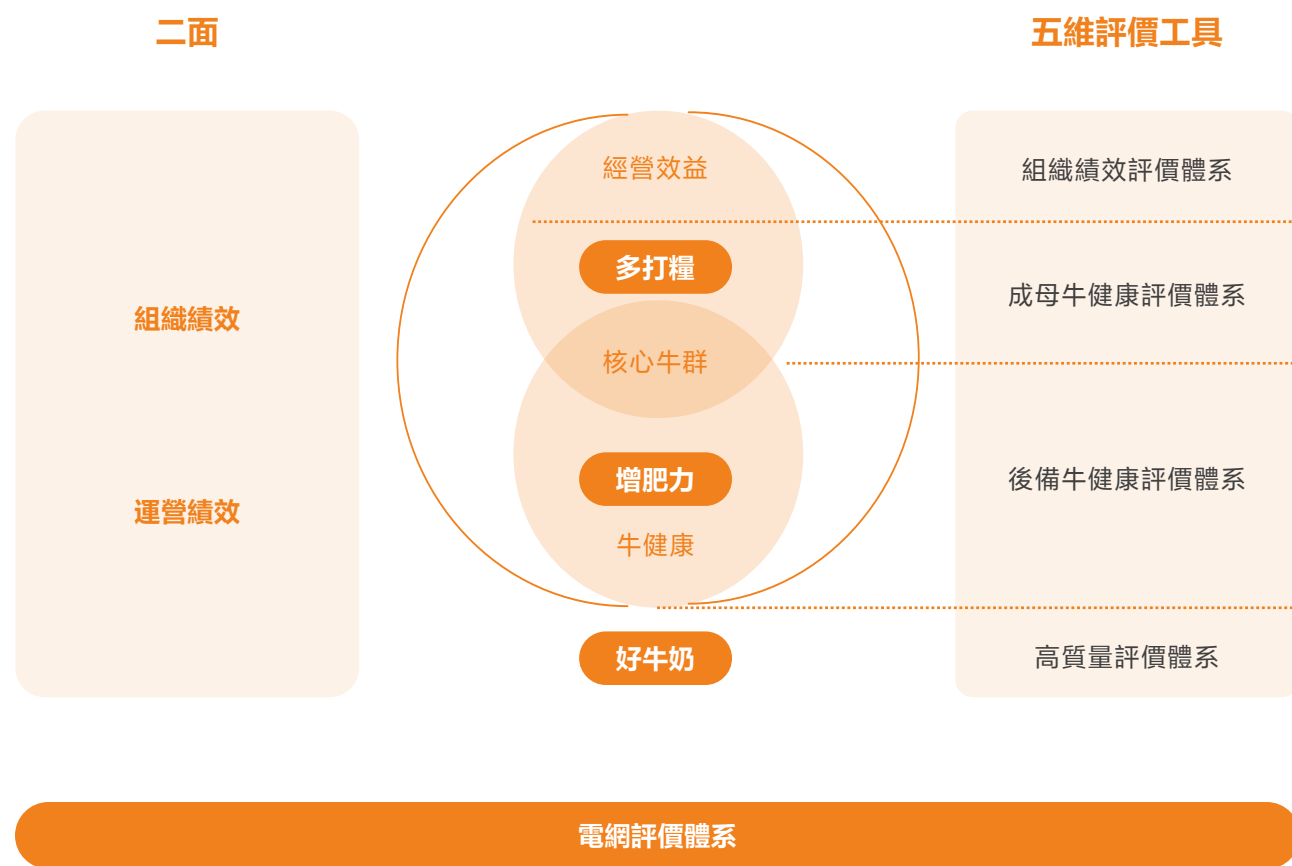 二面
五維評價工具
組織績效
運營績效
經營效益
多打糧
核心牛群
增肥力
牛健康
好牛奶
組織績效評價體系
成母牛健康評價體系
後備牛健康評價體系
高質量評價體系
電網評價體系